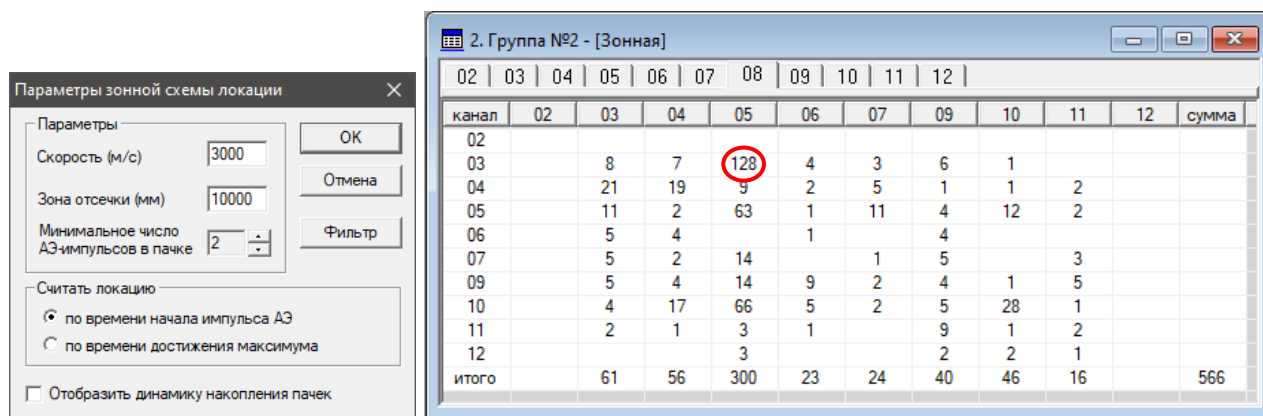 Параметры зонной схемы локации
Параметры
Скорость (м/с) 3000
Зона отсечки (мм) 10000
Минимальное число
АЭ-импульсов в пачке 2
OK
Отмена
Фильтр
Считать локацию
по времени начала импульса АЭ
по времени достижения максимума
Отобразить динамику накопления пачек
2. Группа №2 - [Зонная]
02 03 04 05 06 07 08 09 10 11 12
канал 02 03 04 05 06 07 09 10 11 12 сумма
02
03 8 7 128 4 3 6 1
04 21 19 9 2 5 1 1 2
05 11 2 63 1 11 4 12 2
06 5 4 1 4
07 5 2 14 1 5 3
09 5 4 14 9 2 4 1 5
10 4 17 66 5 2 5 28 1
11 2 1 3 1 9 1 2
12 3 2 2 1
итого 61 56 300 23 24 40 46 16 566